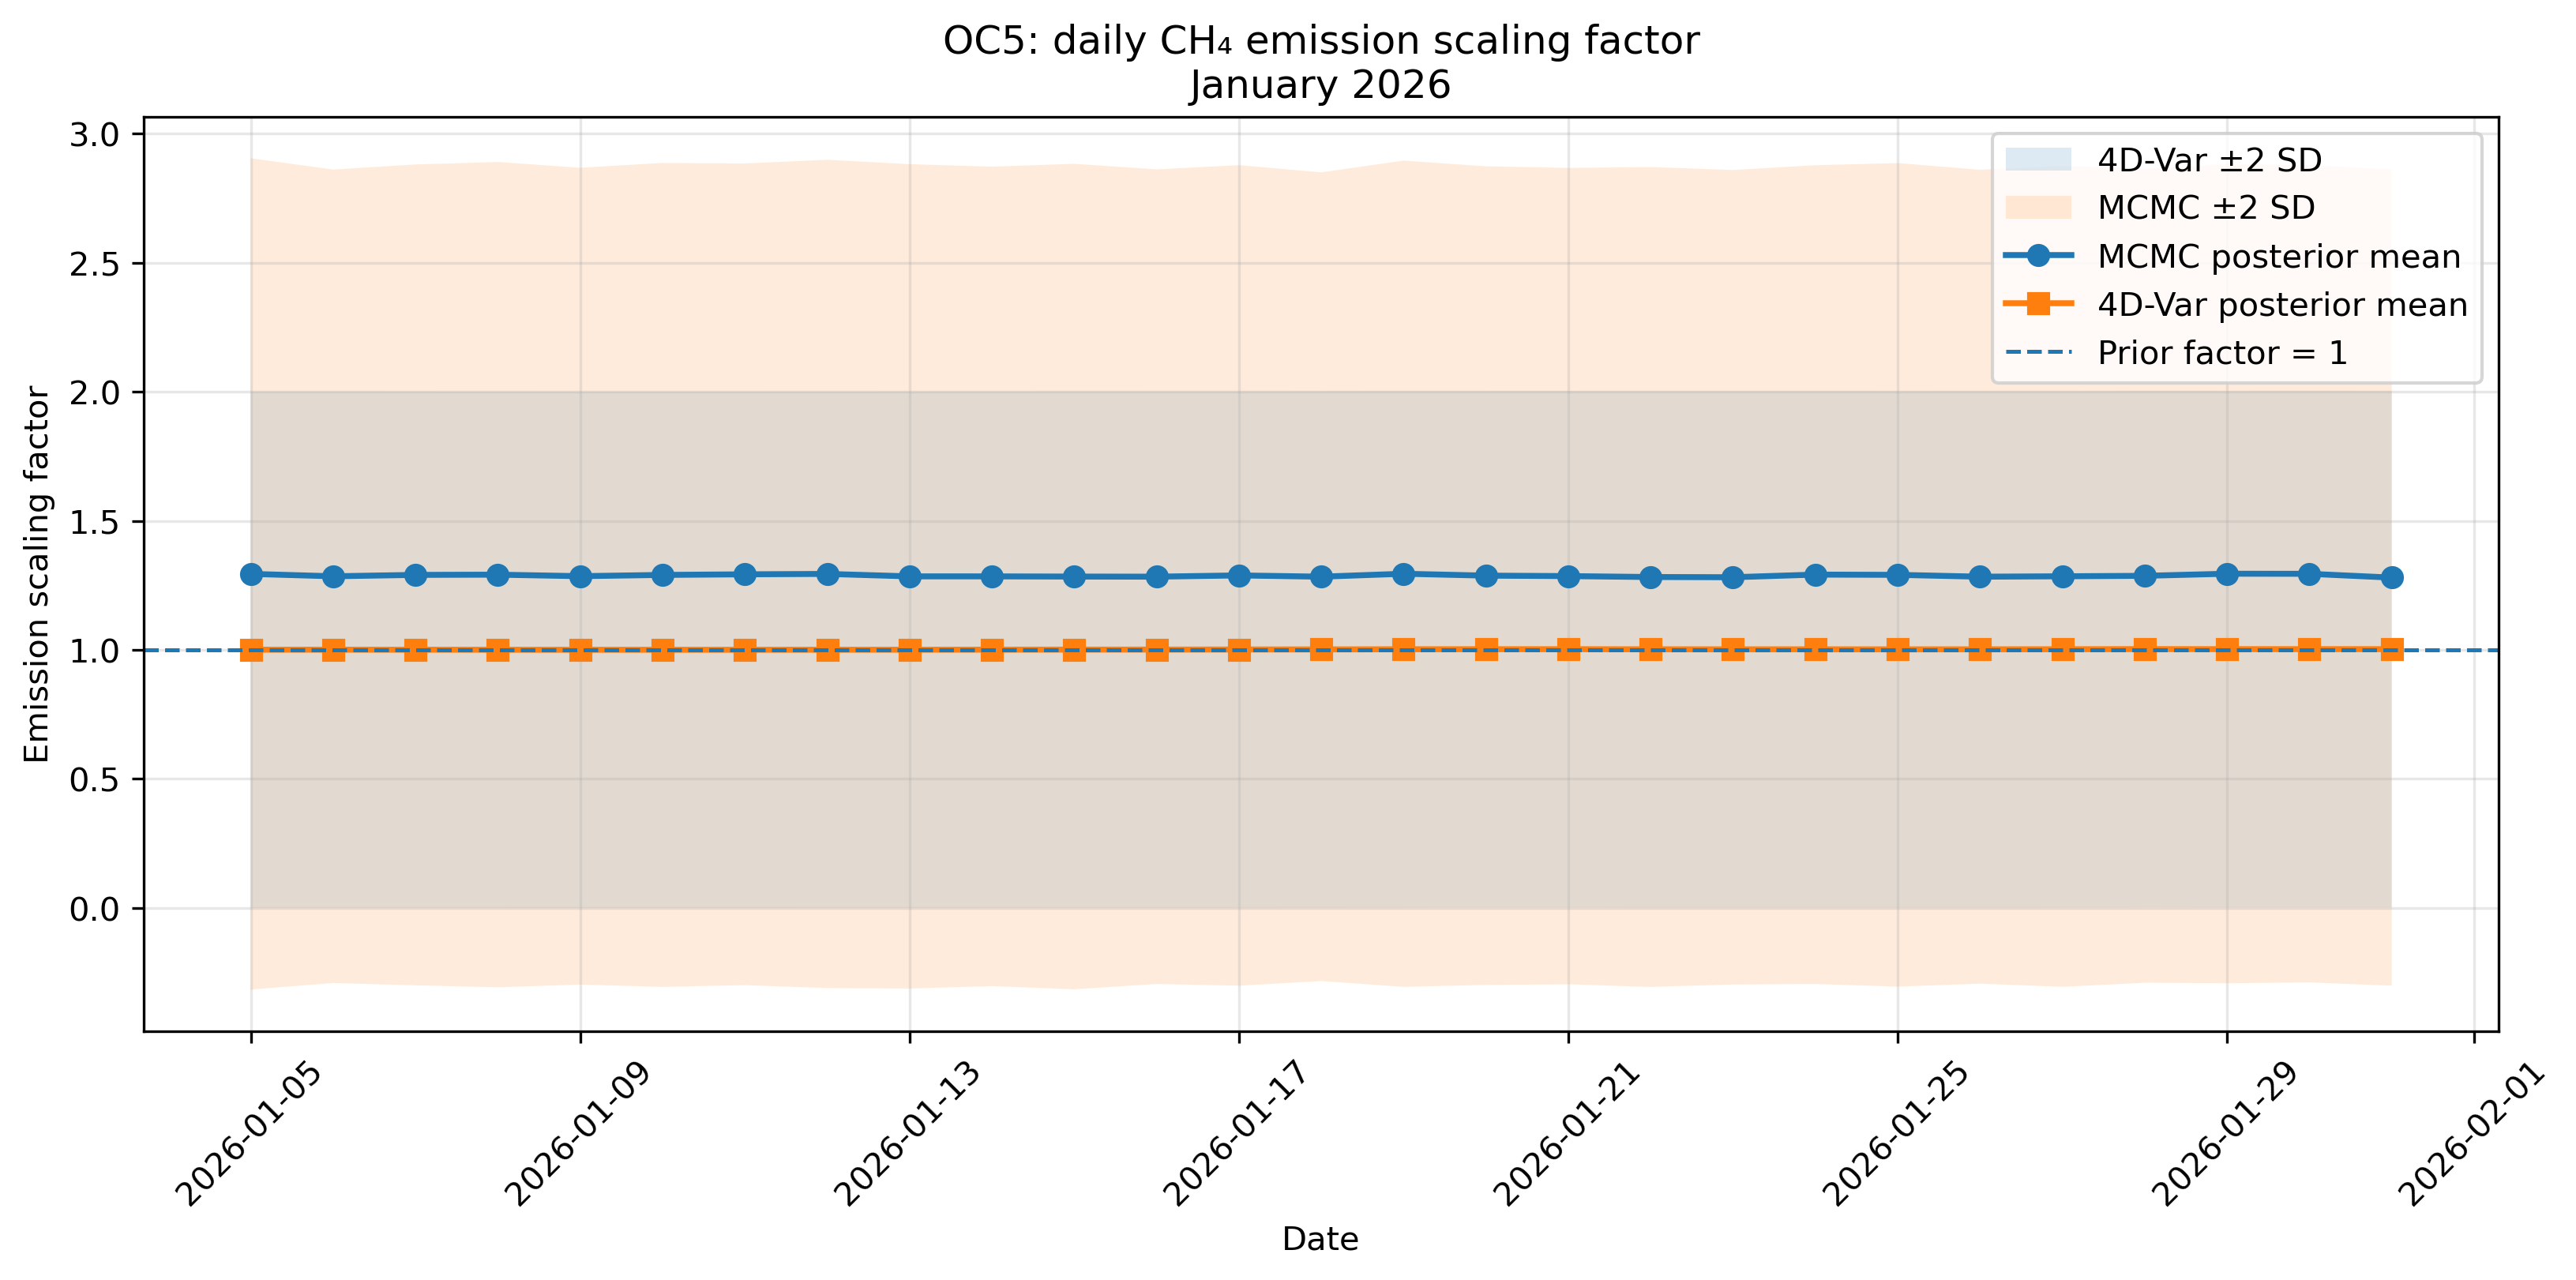 OC5: daily CH₄ emission scaling factor
January 2026
Emission scaling factor
3.0
2.5
2.0
1.5
1.0
0.5
0.0
4D-Var ±2 SD
MCMC ±2 SD
MCMC posterior mean
4D-Var posterior mean
Prior factor = 1
2026-01-05
2026-01-09
2026-01-13
2026-01-17
2026-01-21
2026-01-25
2026-01-29
2026-02-01
Date